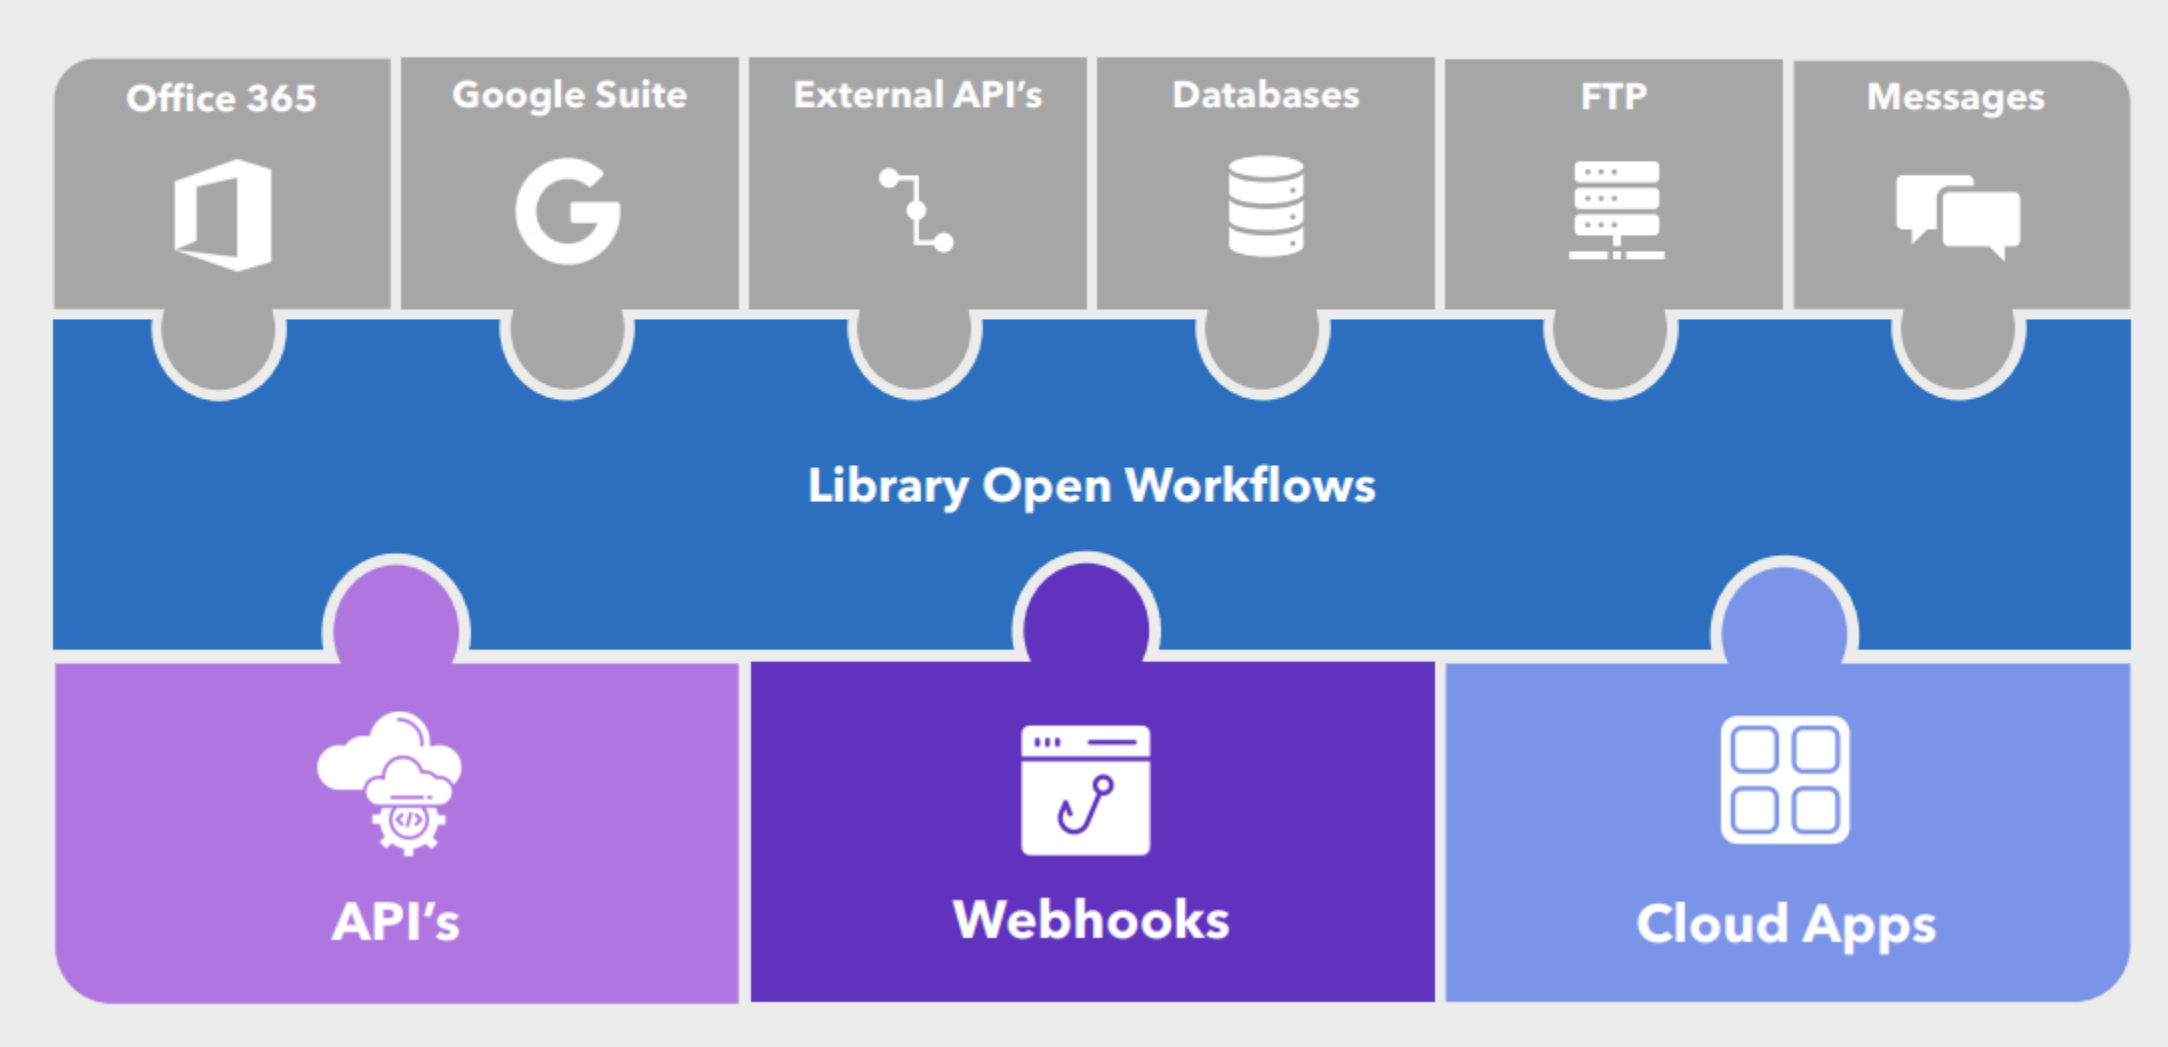 Office 365
Google Suite
External API's
Databases
FTP
Messages
Library Open Workflows
API's
Webhooks
Cloud Apps